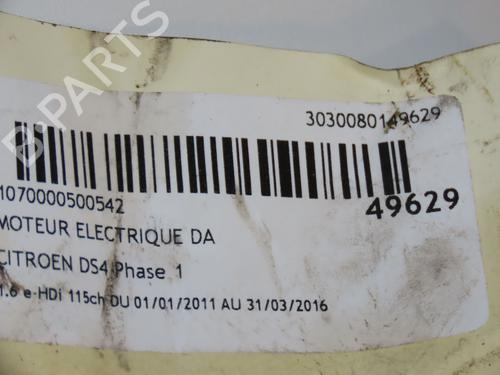 B-PARTS
3030080149629
1070000500542
49629
MOTEUR ELECTRIQUE DA
CITROEN DS4 Phase 1
1.6 e-HDi 115ch DU 01/01/2011 AU 31/03/2016